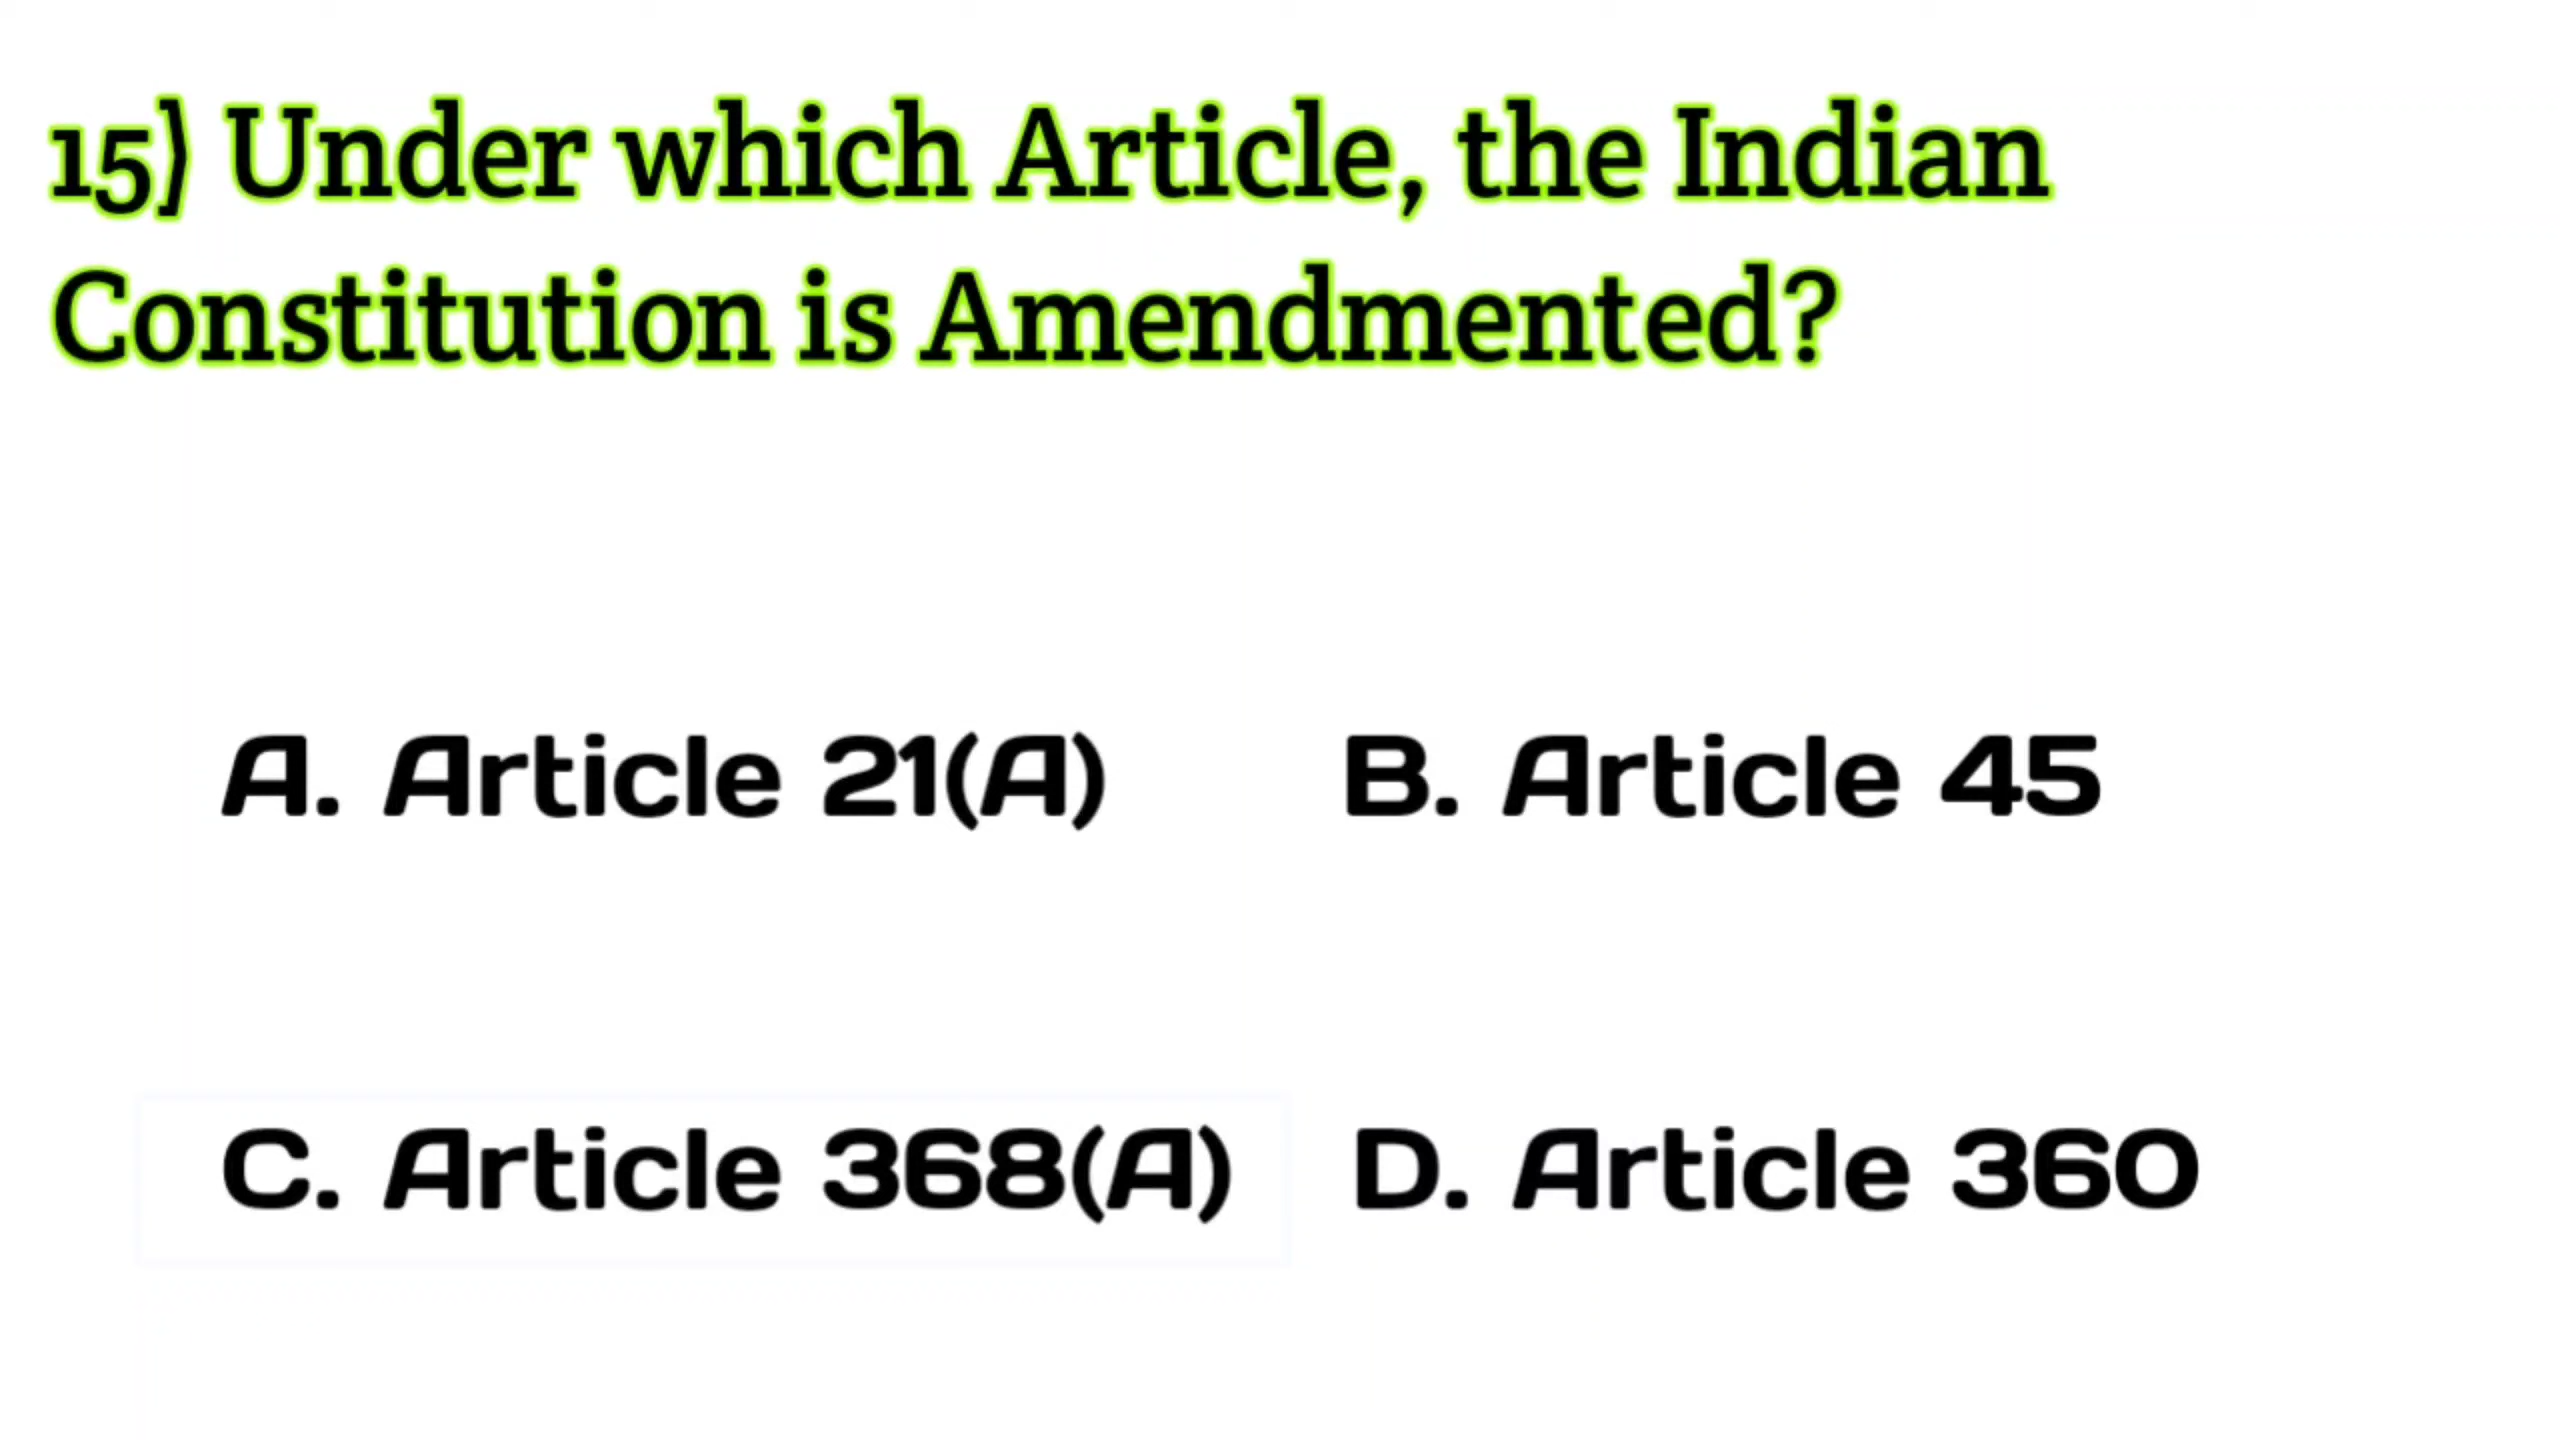 15) Under which Article, the Indian
Constitution is Amendmented?
A. Article 21(A)
B. Article 45
C. Article 368(A)
D. Article 360